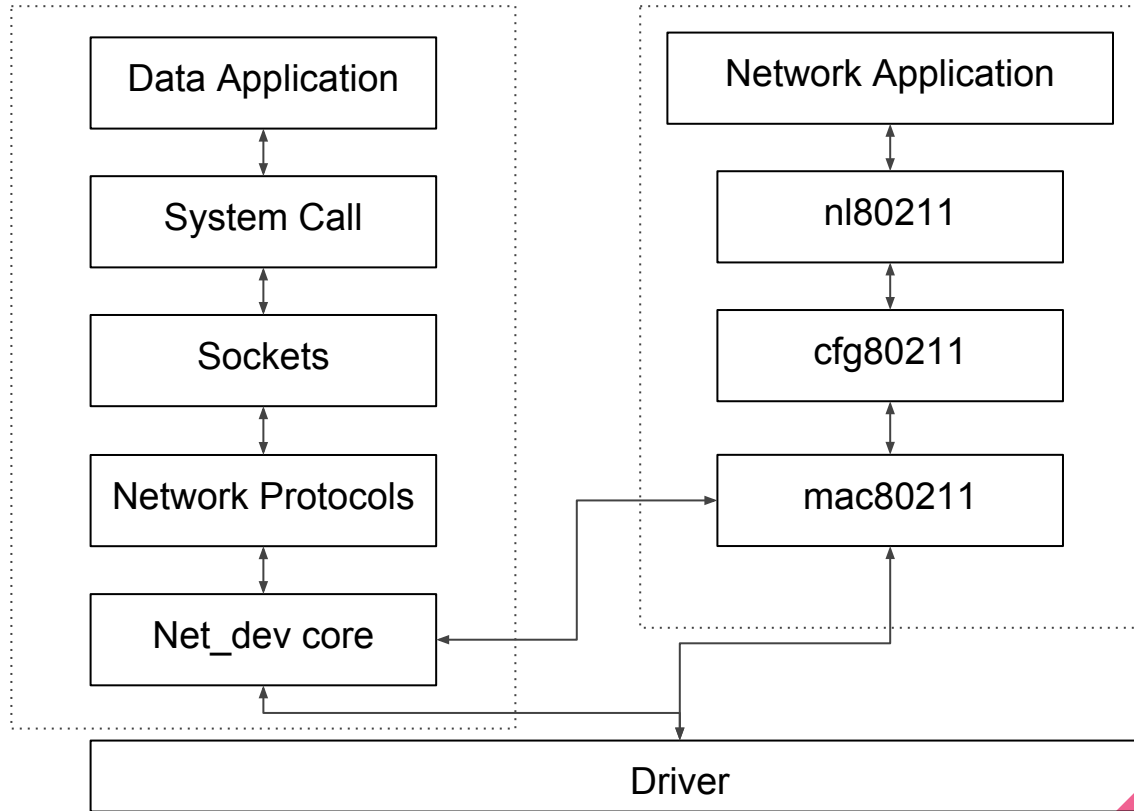 Data Application
System Call
Sockets
Network Protocols
Net_dev core
Network Application
nl80211
cfg80211
mac80211
Driver